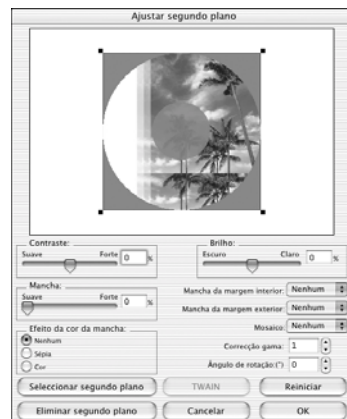 Ajustar segundo plano
Contraste:
Suave Forte 0 %
Brilho:
Escuro Claro 0 %
Mancha:
Suave Forte 0 %
Mancha da margem interior: Nenhum
Mancha da margem exterior Nenhum
Mosaico: Nenhum
Efeito da cor da mancha:
Nenhum
Sépia
Cor
Correcção gama: 1
Ângulo de rotação:(°) 0
Seleccionar segundo plano TWAIN Reiniciar
Eliminar segundo plano Cancelar OK